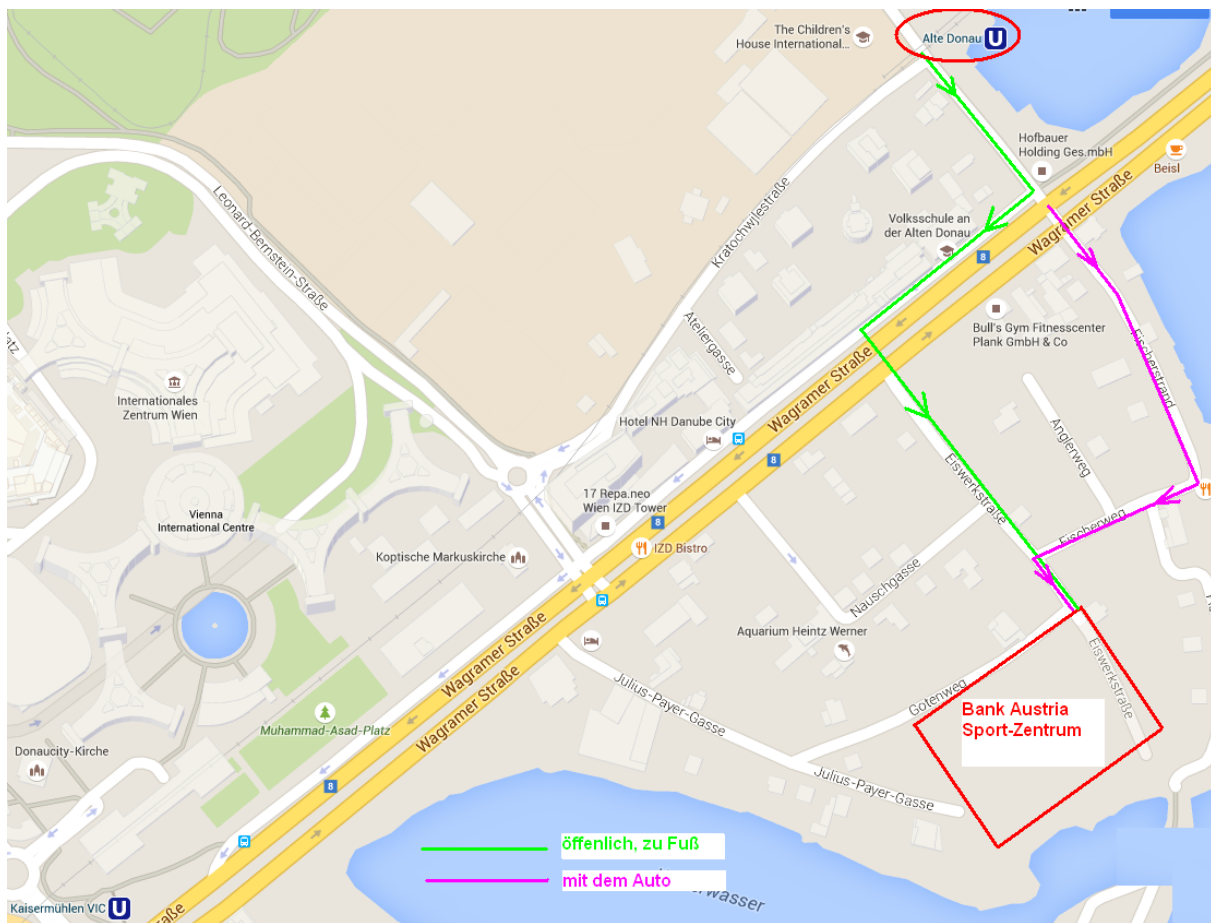 The Children's
House International...
Alte Donau
U
Hofbauer
Holding Ges.mbH
Beisl
Leonard-Bernstein-Straße
Kratochwjlestraße
Wagramer Straße
Volksschule an
der Alten Donau
8
Bull's Gym Fitnesscenter
Plank GmbH & Co
Ateliergasse
Wagramer Straße
Fischerstrand
Internationales
Zentrum Wien
Hotel NH Danube City
8
Anglerweg
Eiswerkstraße
17 Repa.neo
Wien IZD Tower
Vienna
International Centre
8
Fischerweg
Koptische Markuskirche
IZD Bistro
Nauschgasse
Wagramer Straße
Aquarium Heintz Werner
Eiswerkstraße
Wagramer Straße
Julius-Payer-Gasse
Gotenweg
Bank Austria
Sport-Zentrum
Muhammad-Asad-Platz
Donaucity-Kirche
8
Julius-Payer-Gasse
öffenlich, zu Fuß
mit dem Auto
Kaisermühlen VIC
U